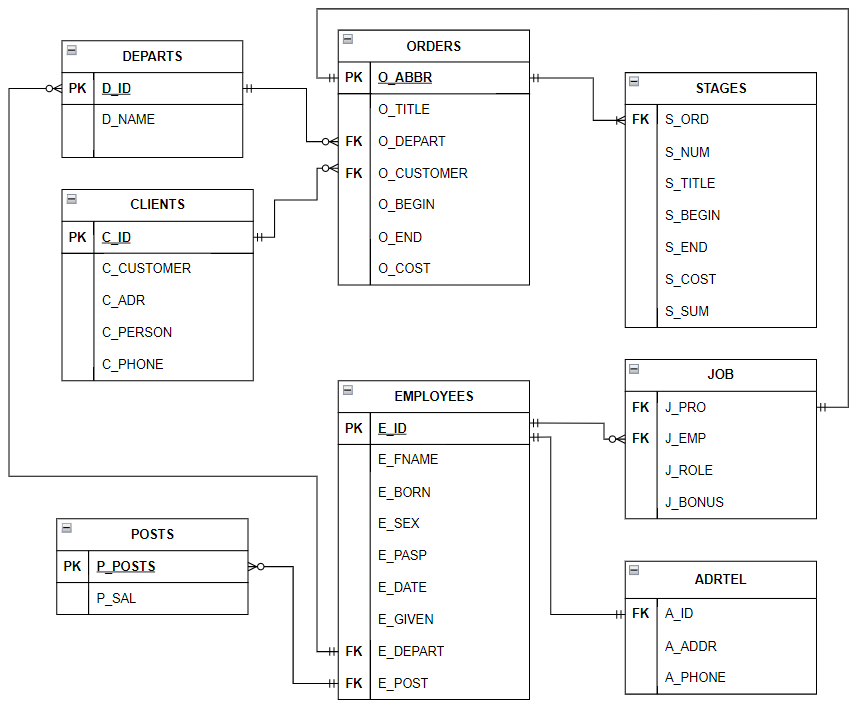 DEPARTS
PK D_ID
D_NAME
CLIENTS
PK C_ID
C_CUSTOMER
C_ADR
C_PERSON
C_PHONE
ORDERS
PK O_ABBR
O_TITLE
FK O_DEPART
FK O_CUSTOMER
O_BEGIN
O_END
O_COST
STAGES
FK S_ORD
S_NUM
S_TITLE
S_BEGIN
S_END
S_COST
S_SUM
POSTS
PK P_POSTS
P_SAL
EMPLOYEES
PK E_ID
E_FNAME
E_BORN
E_SEX
E_PASP
E_DATE
E_GIVEN
FK E_DEPART
FK E_POST
JOB
FK J_PRO
FK J_EMP
J_ROLE
J_BONUS
ADRTEL
FK A_ID
A_ADDR
A_PHONE